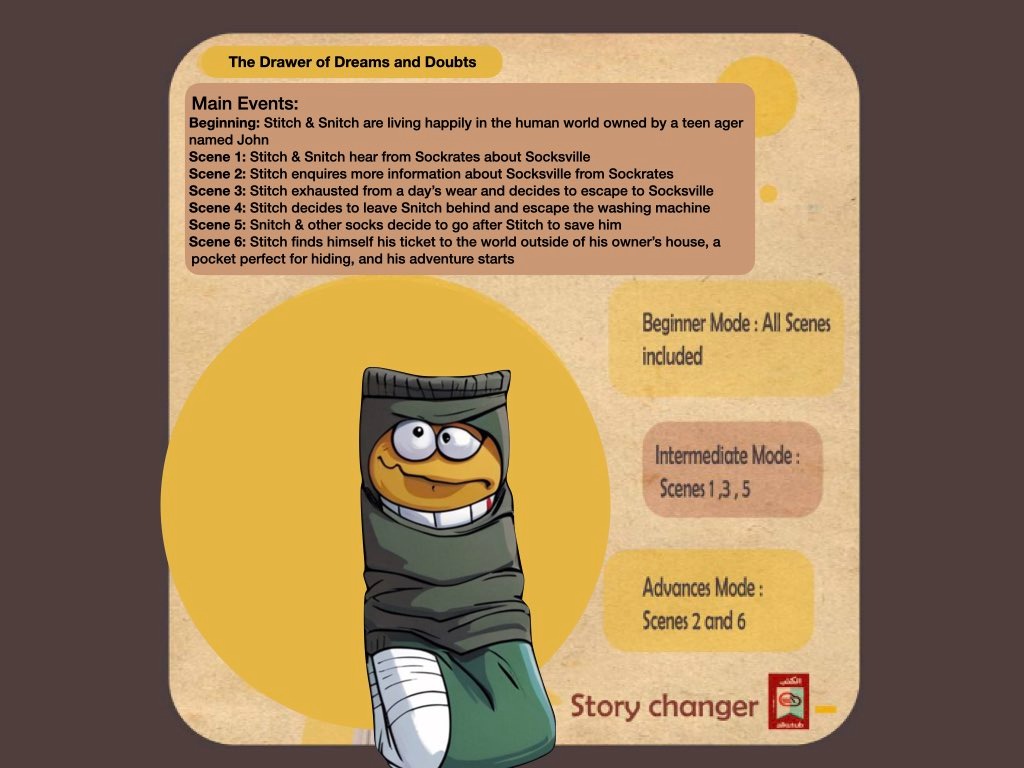 The Drawer of Dreams and Doubts
Main Events:
Beginning: Stitch & Snitch are living happily in the human world owned by a teen ager
named John
Scene 1: Stitch & Snitch hear from Sockrates about Socksville
Scene 2: Stitch enquires more information about Socksville from Sockrates
Scene 3: Stitch exhausted from a day's wear and decides to escape to Socksville
Scene 4: Stitch decides to leave Snitch behind and escape the washing machine
Scene 5: Snitch & other socks decide to go after Stitch to save him
Scene 6: Stitch finds himself his ticket to the world outside of his owner's house, a
pocket perfect for hiding, and his adventure starts
Beginner Mode : All Scenes
included
Intermediate Mode :
Scenes 1 ,3 , 5
Advances Mode :
Scenes 2 and 6
Story changer